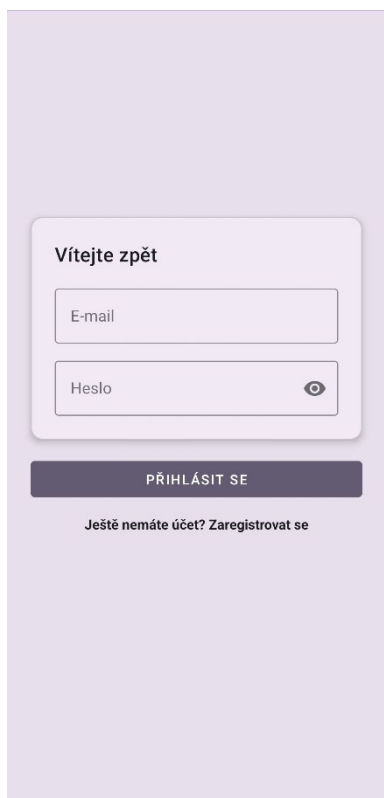 Vítejte zpět
E-mail
Heslo
PŘIHLÁSIT SE
Ještě nemáte účet? Zaregistrovat se